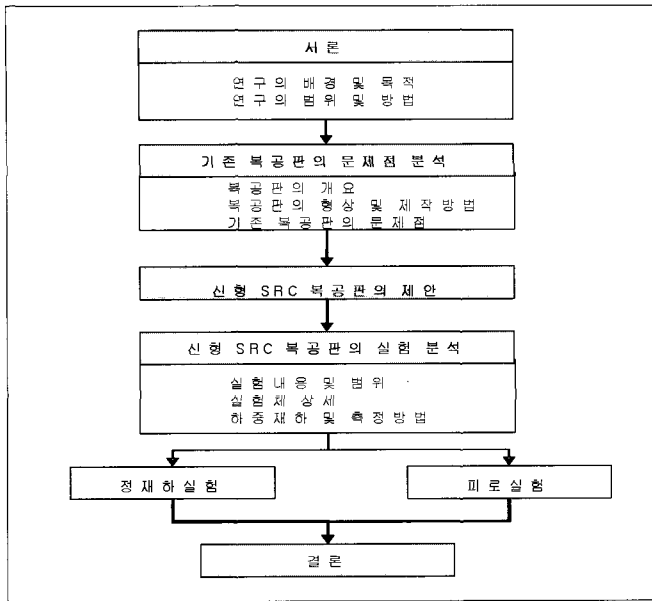 서론
연구의 배경 및 목적
연구의 범위 및 방법
기존 복공판의 문제점 분석
복공판의 개요
복공판의 형상 및 제작방법
기존 복공판의 문제점
신형 SRC 복공판의 제안
신형 SRC 복공판의 실험 분석
실험내용 및 범위
실험체 상세
하중재하 및 측정방법
정재하실험
피로실험
결론